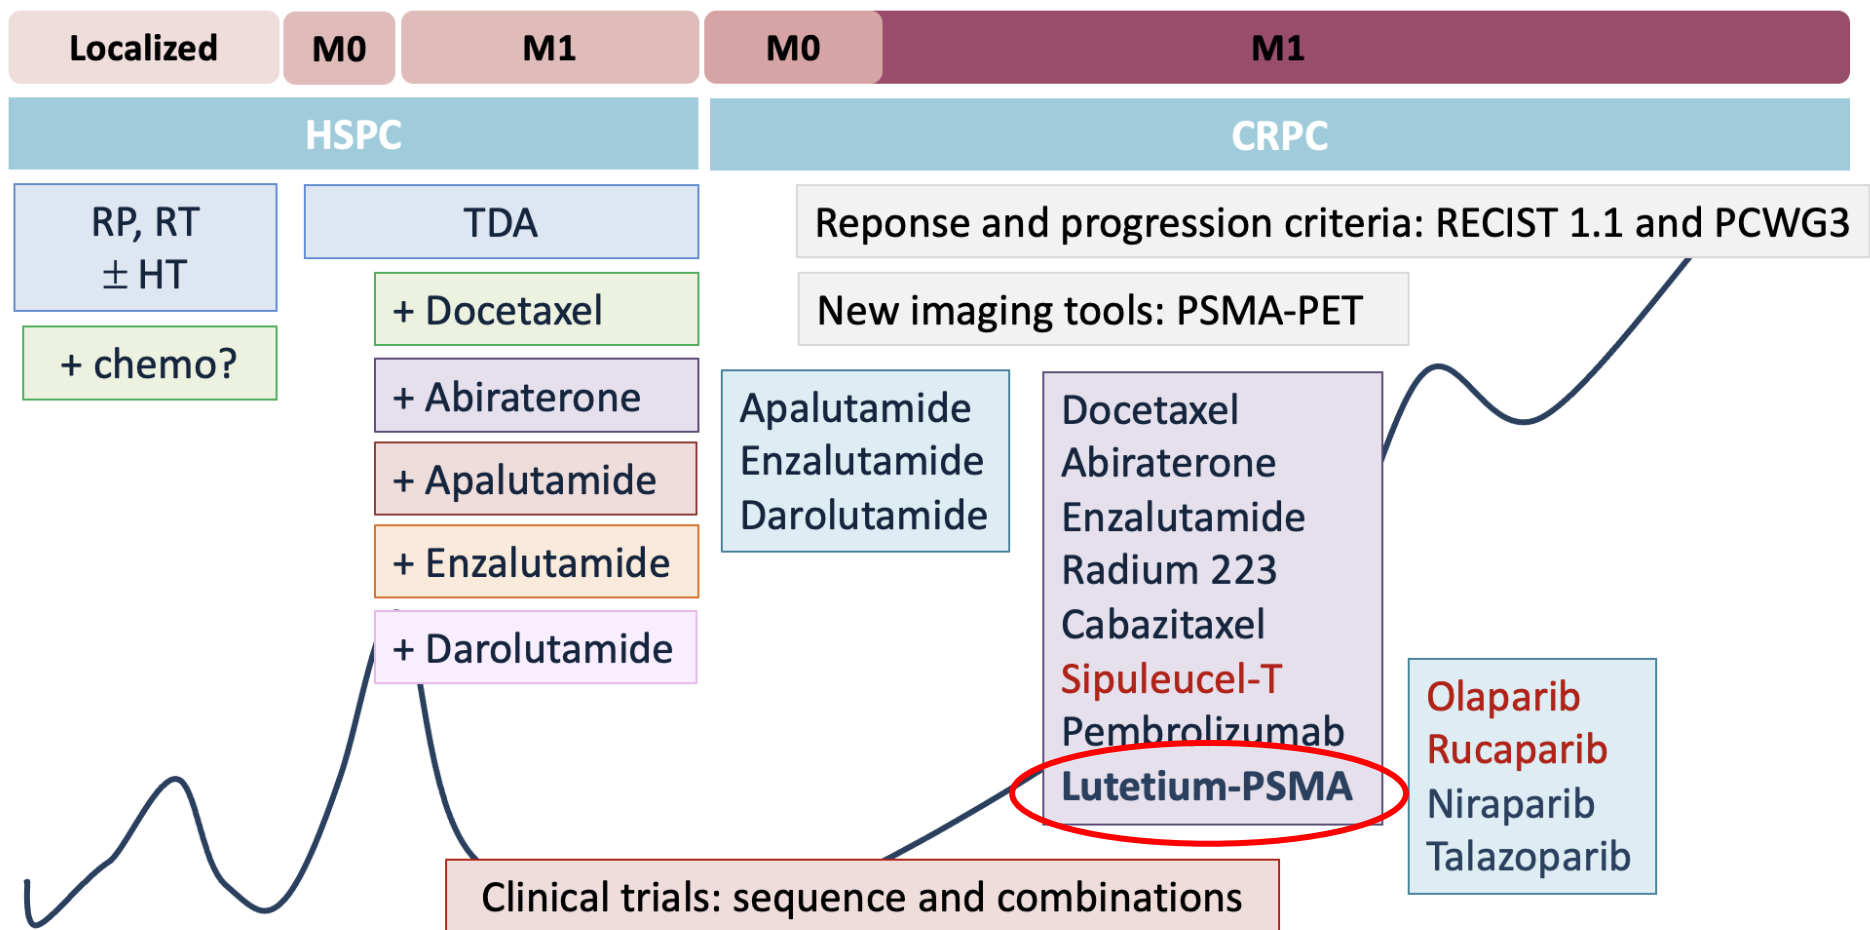 Localized
M0
M1
M0
M1
HSPC
CRPC
RP, RT
± HT
+ chemo?
TDA
+ Docetaxel
+ Abiraterone
+ Apalutamide
+ Enzalutamide
+ Darolutamide
Reponse and progression criteria: RECIST 1.1 and PCWG3
New imaging tools: PSMA-PET
Apalutamide
Enzalutamide
Darolutamide
Docetaxel
Abiraterone
Enzalutamide
Radium 223
Cabazitaxel
Sipuleucel-T
Pembrolizumab
Lutetium-PSMA
Olaparib
Rucaparib
Niraparib
Talazoparib
Clinical trials: sequence and combinations